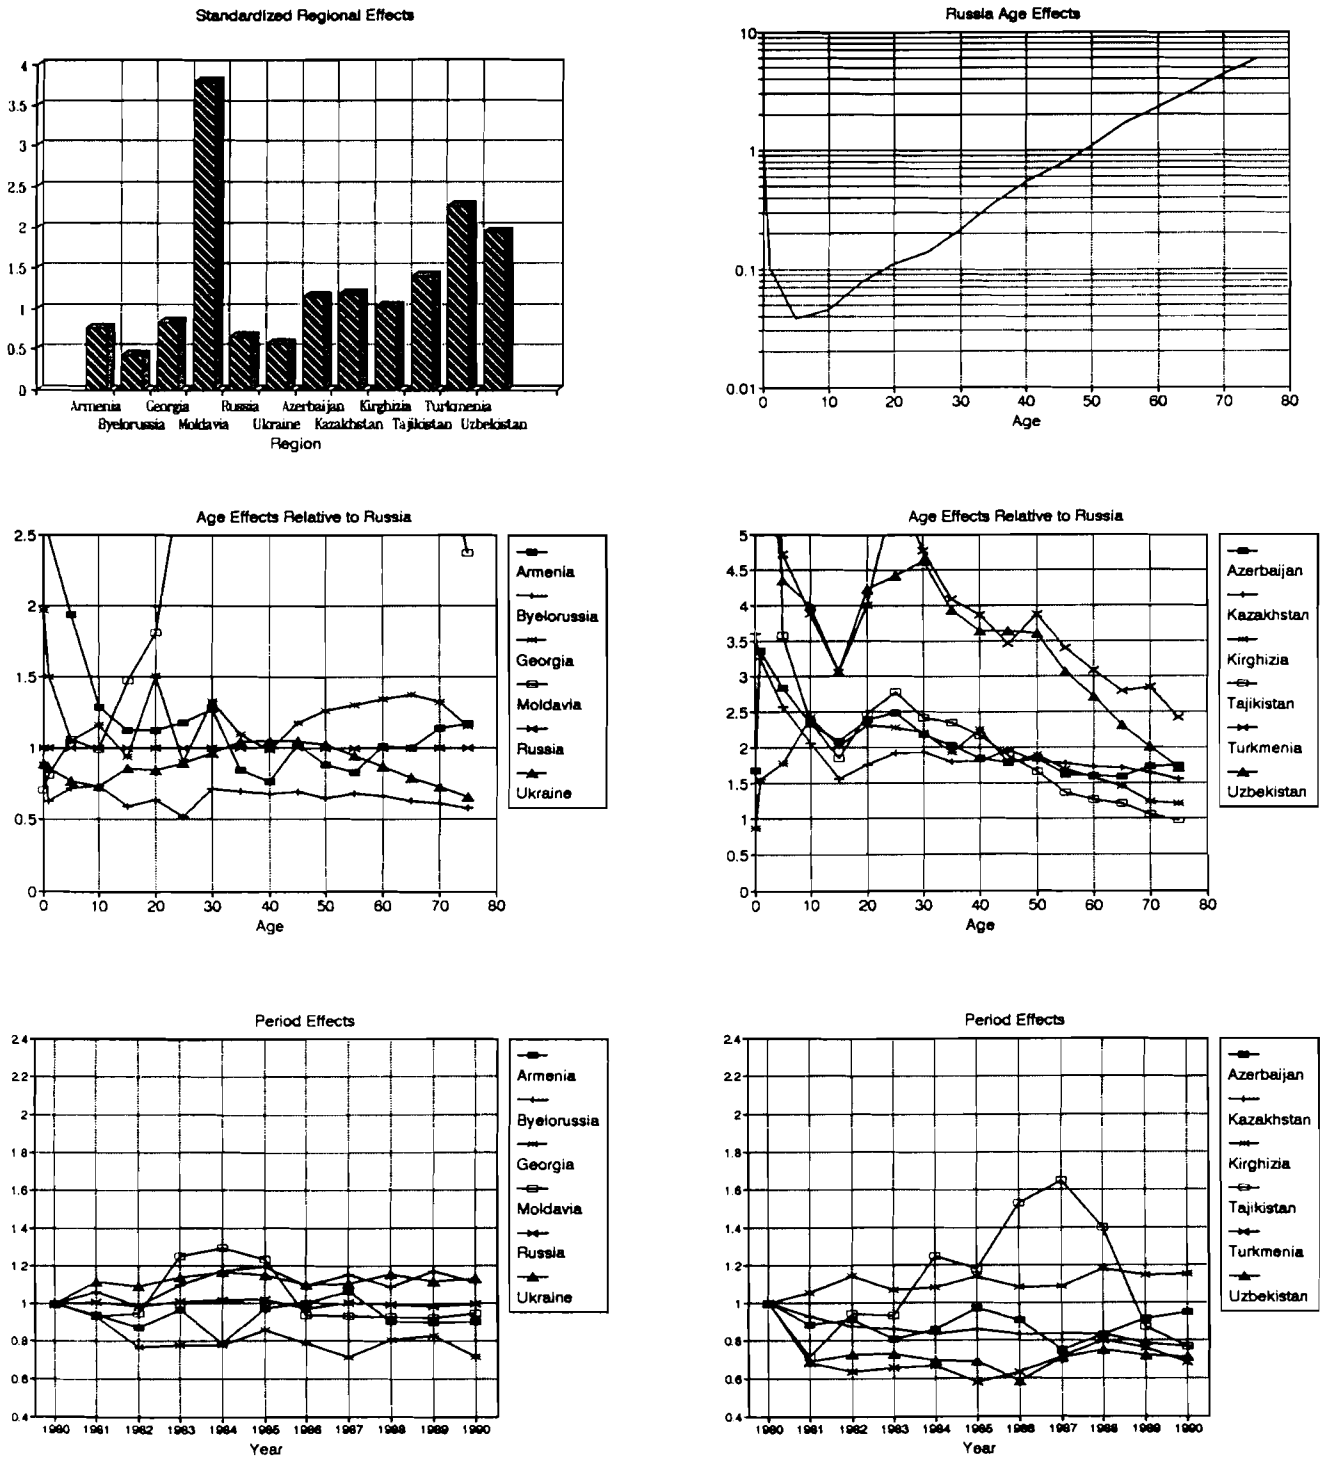 Standardized Regional Effects
4
3.5
3
2.5
2
1.5
1
0.5
0
Armenia Georgia Russia Azerbaijan Kirghizia Turkmenia
Byelorussia Moldavia Ukraine Kazakhstan Tajikistan Uzbekistan
Region
Russia Age Effects
10
1
0.1
0.01
0 10 20 30 40 50 60 70 80
Age
Age Effects Relative to Russia
2.5
2
1.5
1
0.5
0
0 10 20 30 40 50 60 70 80
Age
Armenia
Byelorussia
Georgia
Moldavia
Russia
Ukraine
Age Effects Relative to Russia
5
4.5
4
3.5
3
2.5
2
1.5
1
0.5
0
0 10 20 30 40 50 60 70 80
Age
Azerbaijan
Kazakhstan
Kirghizia
Tajikistan
Turkmenia
Uzbekistan
Period Effects
2.4
2.2
2
1.8
1.6
1.4
1.2
1
0.8
0.6
0.4
1980 1981 1982 1983 1984 1985 1986 1987 1988 1989 1990
Year
Armenia
Byelorussia
Georgia
Moldavia
Russia
Ukraine
Period Effects
2.4
2.2
2
1.8
1.6
1.4
1.2
1
0.8
0.6
0.4
1980 1981 1982 1983 1984 1985 1986 1987 1988 1989 1990
Year
Azerbaijan
Kazakhstan
Kirghizia
Tajikistan
Turkmenia
Uzbekistan